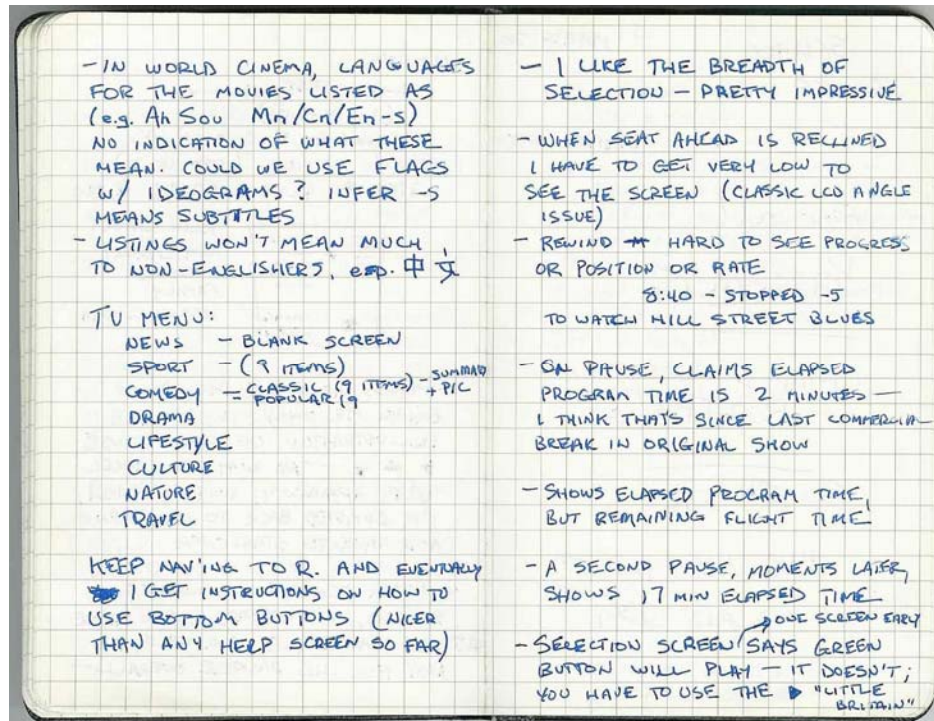 - IN WORLD CINEMA, LANGUAGES
FOR THE MOVIES LISTED AS
(e.g. Ah Sou Mn/Cn/En-s)
NO INDICATION OF WHAT THESE
MEAN. COULD WE USE FLAGS
W/ IDEOGRAMS? INFER -S
MEANS SUBTITLES
- LISTINGS WON'T MEAN MUCH
TO NON-ENGLISHERS, esp. 中文
TV MENU:
NEWS - BLANK SCREEN
SPORT - (9 ITEMS)
COMEDY - CLASSIC (9 ITEMS) - SUMMARY + PIC
- POPULAR (9
DRAMA
LIFESTYLE
CULTURE
NATURE
TRAVEL
KEEP NAV'ING TO R. AND EVENTUALLY
I GET INSTRUCTIONS ON HOW TO
USE BOTTOM BUTTONS (NICER
THAN ANY HELP SCREEN SO FAR)
- I LIKE THE BREADTH OF
SELECTION - PRETTY IMPRESSIVE
- WHEN SEAT AHEAD IS RECLINED
I HAVE TO GET VERY LOW TO
SEE THE SCREEN (CLASSIC LCD ANGLE
ISSUE)
- REWIND HARD TO SEE PROGRESS
OR POSITION OR RATE
8:40 - STOPPED -5
TO WATCH HILL STREET BLUES
- ON PAUSE, CLAIMS ELAPSED
PROGRAM TIME IS 2 MINUTES -
I THINK THAT'S SINCE LAST COMMERCIAL
BREAK IN ORIGINAL SHOW
- SHOWS ELAPSED PROGRAM TIME,
BUT REMAINING FLIGHT TIME
- A SECOND PAUSE, MOMENTS LATER,
SHOWS 17 MIN ELAPSED TIME
ONE SCREEN EARLY
- SELECTION SCREEN SAYS GREEN
BUTTON WILL PLAY - IT DOESN'T;
YOU HAVE TO USE THE ▶ "LITTLE
BRITAIN"